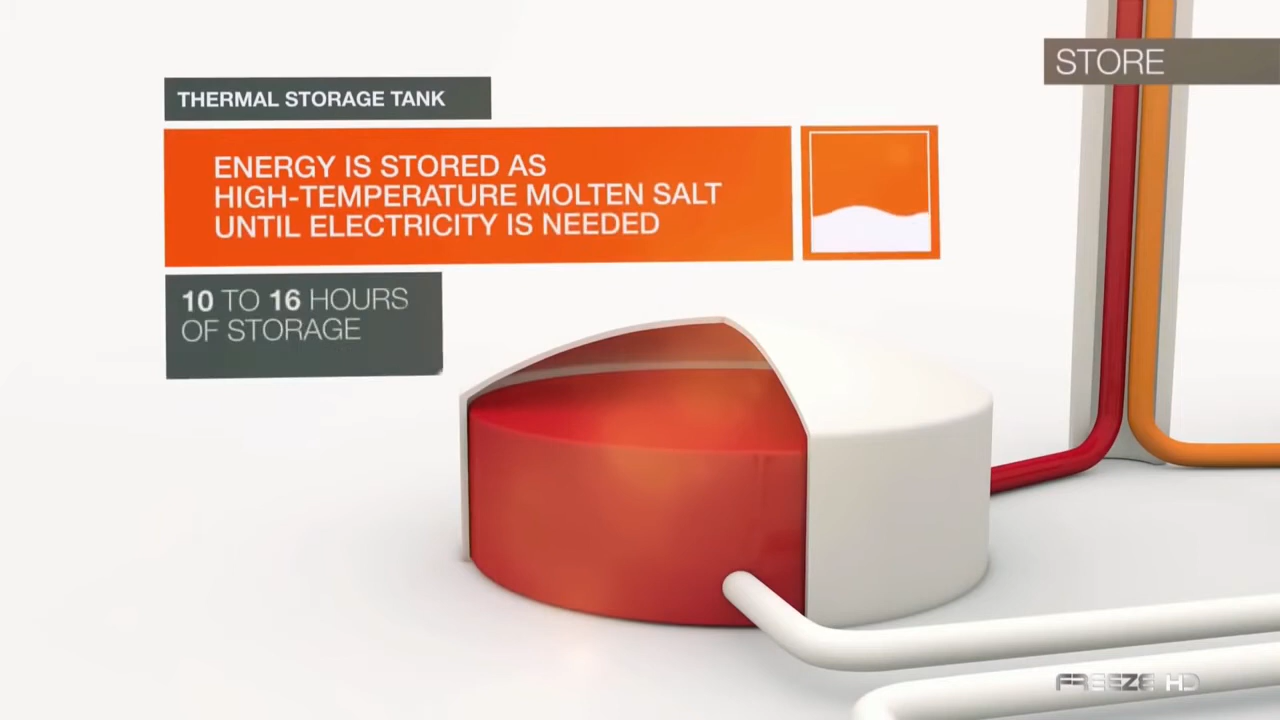 STORE
THERMAL STORAGE TANK
ENERGY IS STORED AS
HIGH-TEMPERATURE MOLTEN SALT
UNTIL ELECTRICITY IS NEEDED
10 TO 16 HOURS
OF STORAGE
FREEZE HD